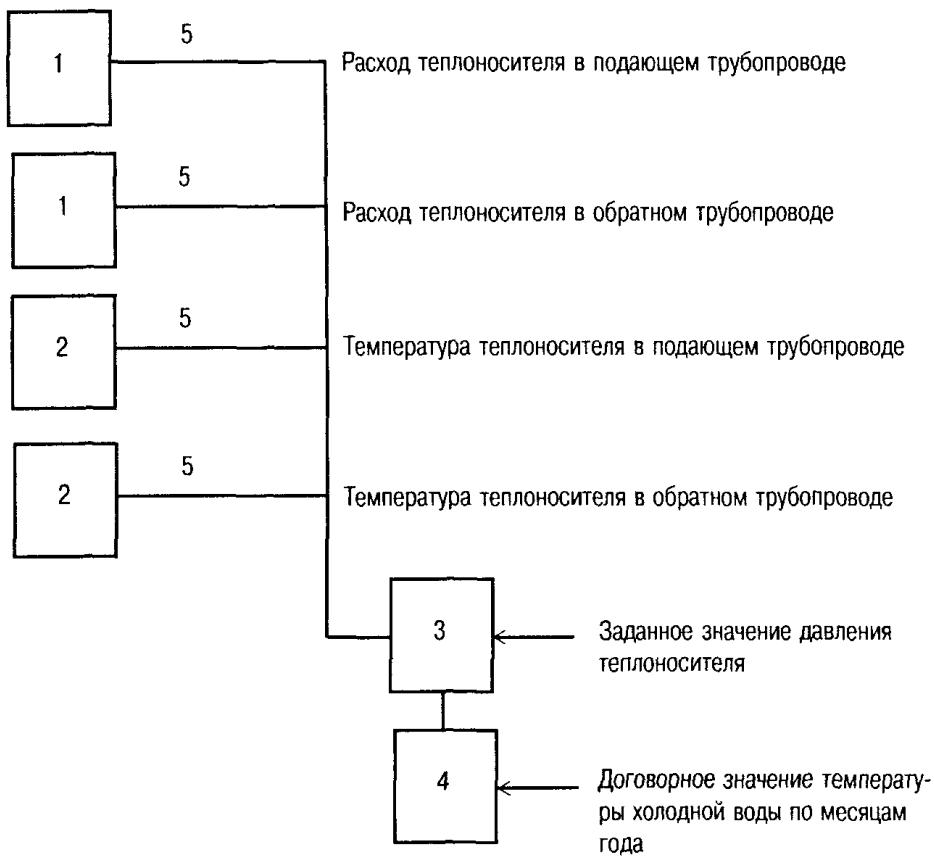 5
1
Расход теплоносителя в подающем трубопроводе
5
1
Расход теплоносителя в обратном трубопроводе
5
2
Температура теплоносителя в подающем трубопроводе
5
2
Температура теплоносителя в обратном трубопроводе
3
Заданное значение давления
теплоносителя
4
Договорное значение температу-
ры холодной воды по месяцам
года